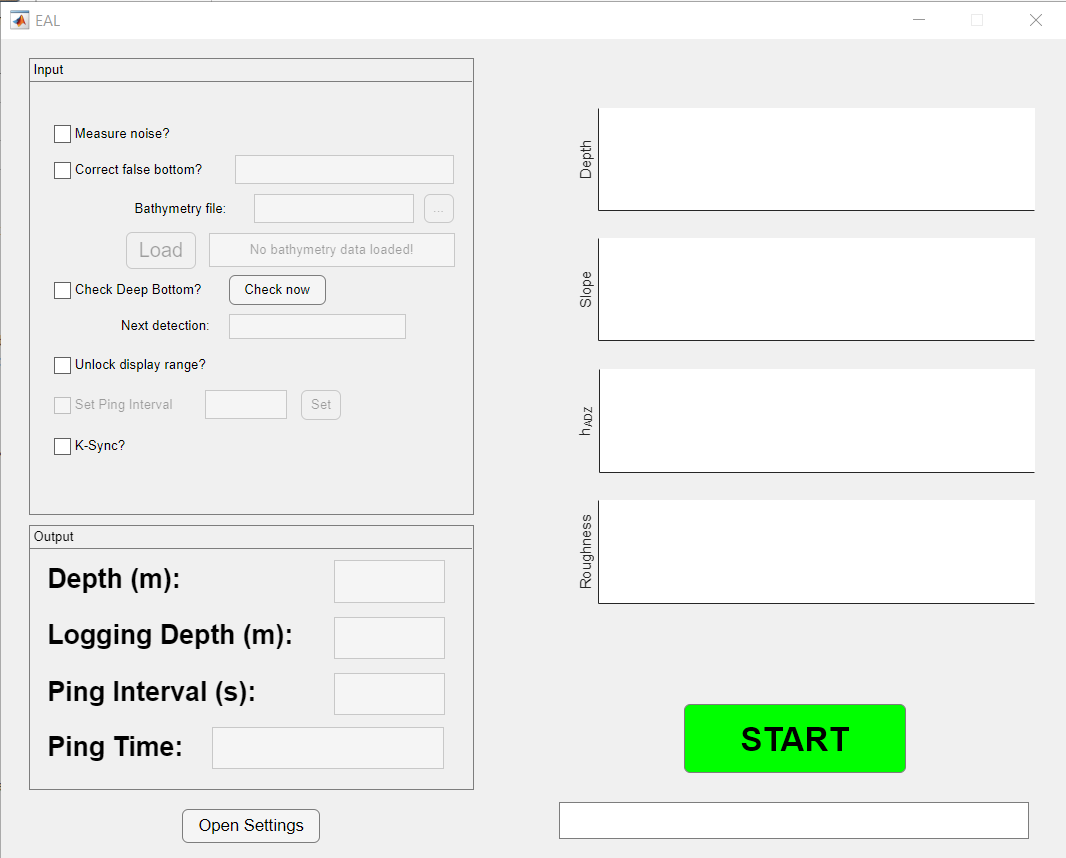 EAL
Input
Measure noise?
Correct false bottom?
Bathymetry file:
...
Load
No bathymetry data loaded!
Check Deep Bottom?
Check now
Next detection:
Unlock display range?
Set Ping Interval
Set
K-Sync?
Output
Depth (m):
Logging Depth (m):
Ping Interval (s):
Ping Time:
Open Settings
Depth
Slope
hADZ
Roughness
START